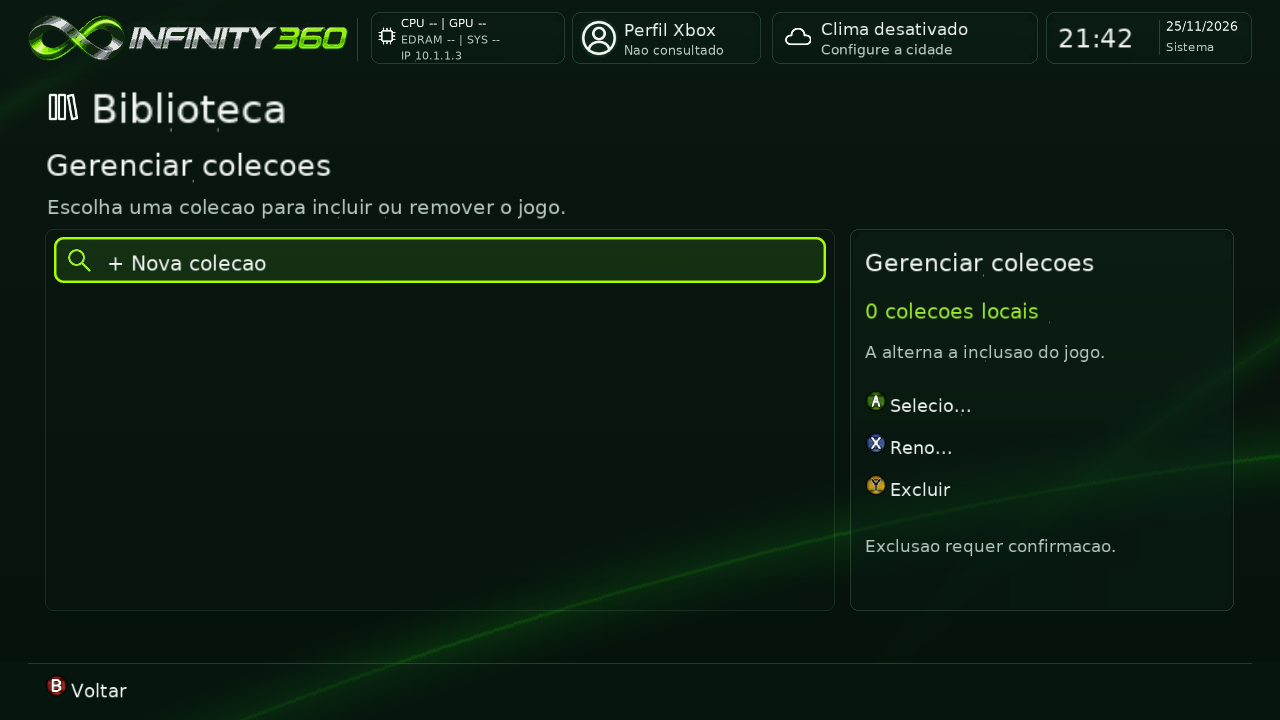 INFINITY 360
CPU -- | GPU --
EDRAM -- | SYS --
IP 10.1.1.3
Perfil Xbox
Nao consultado
Clima desativado
Configure a cidade
21:42
25/11/2026
Sistema
Biblioteca
Gerenciar colecoes
Escolha uma colecao para incluir ou remover o jogo.
+ Nova colecao
Gerenciar colecoes
0 colecoes locais
A alterna a inclusao do jogo.
A Selecio...
X Reno...
Y Excluir
Exclusao requer confirmacao.
B Voltar